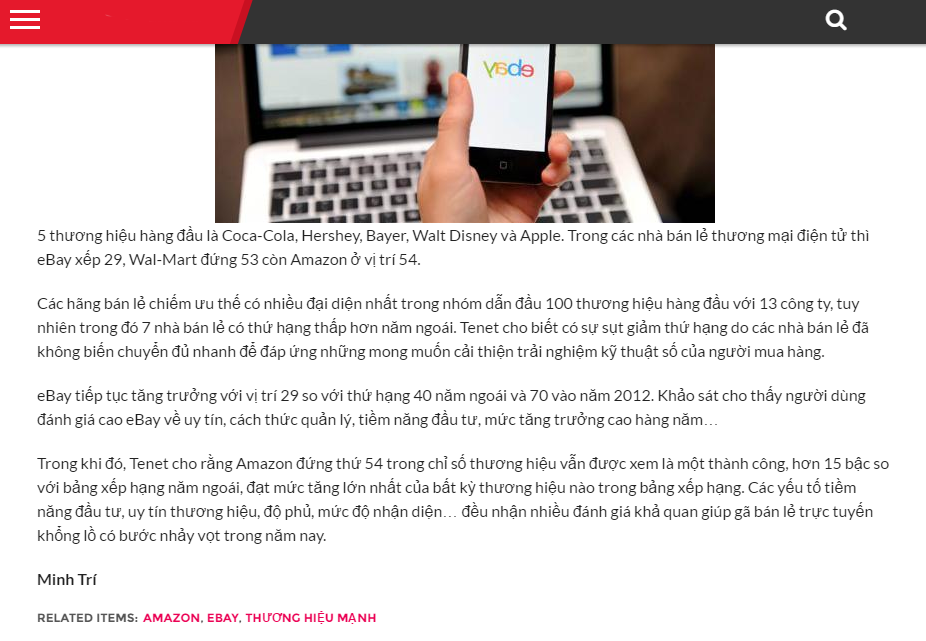 ebay
5 thương hiệu hàng đầu là Coca-Cola, Hershey, Bayer, Walt Disney và Apple. Trong các nhà bán lẻ thương mại điện tử thì
eBay xếp 29, Wal-Mart đứng 53 còn Amazon ở vị trí 54.
Các hãng bán lẻ chiếm ưu thế có nhiều đại diện nhất trong nhóm dẫn đầu 100 thương hiệu hàng đầu với 13 công ty, tuy
nhiên trong đó 7 nhà bán lẻ có thứ hạng thấp hơn năm ngoái. Tenet cho biết có sự sụt giảm thứ hạng do các nhà bán lẻ đã
không biến chuyển đủ nhanh để đáp ứng những mong muốn cải thiện trải nghiệm kỹ thuật số của người mua hàng.
eBay tiếp tục tăng trưởng với vị trí 29 so với thứ hạng 40 năm ngoái và 70 vào năm 2012. Khảo sát cho thấy người dùng
đánh giá cao eBay về uy tín, cách thức quản lý, tiềm năng đầu tư, mức tăng trưởng cao hàng năm…
Trong khi đó, Tenet cho rằng Amazon đứng thứ 54 trong chỉ số thương hiệu vẫn được xem là một thành công, hơn 15 bậc so
với bảng xếp hạng năm ngoái, đạt mức tăng lớn nhất của bất kỳ thương hiệu nào trong bảng xếp hạng. Các yếu tố tiềm
năng đầu tư, uy tín thương hiệu, độ phủ, mức độ nhận diện… đều nhận nhiều đánh giá khả quan giúp gã bán lẻ trực tuyến
khổng lồ có bước nhảy vọt trong năm nay.
Minh Trí
RELATED ITEMS: AMAZON, EBAY, THƯƠNG HIỆU MẠNH